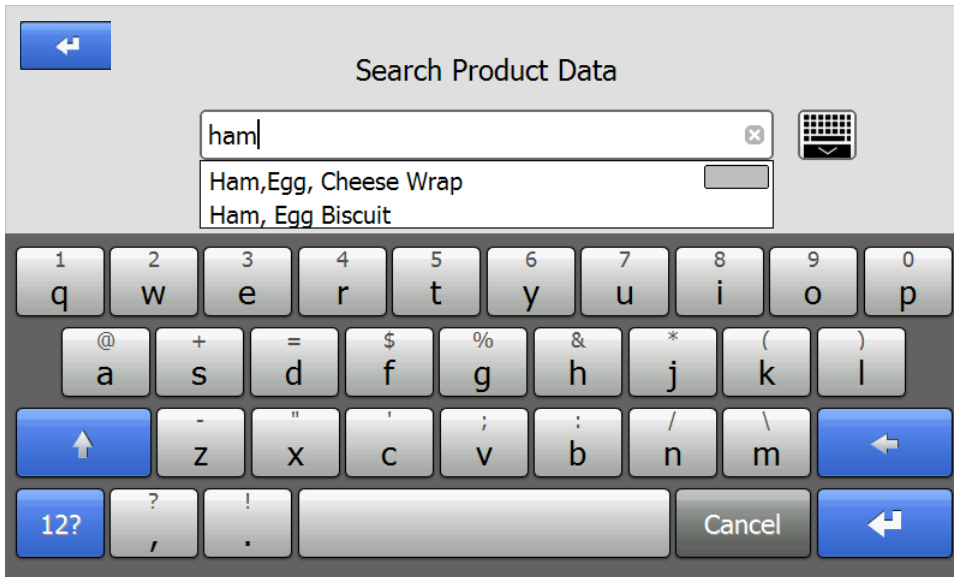 Search Product Data
ham
Ham,Egg, Cheese Wrap
Ham, Egg Biscuit
1 2 3 4 5 6 7 8 9 0
q w e r t y u i o p
@ + = $ % & * ( )
a s d f g h j k l
- " ' ; : / \
z x c v b n m
? !
12? , . Cancel